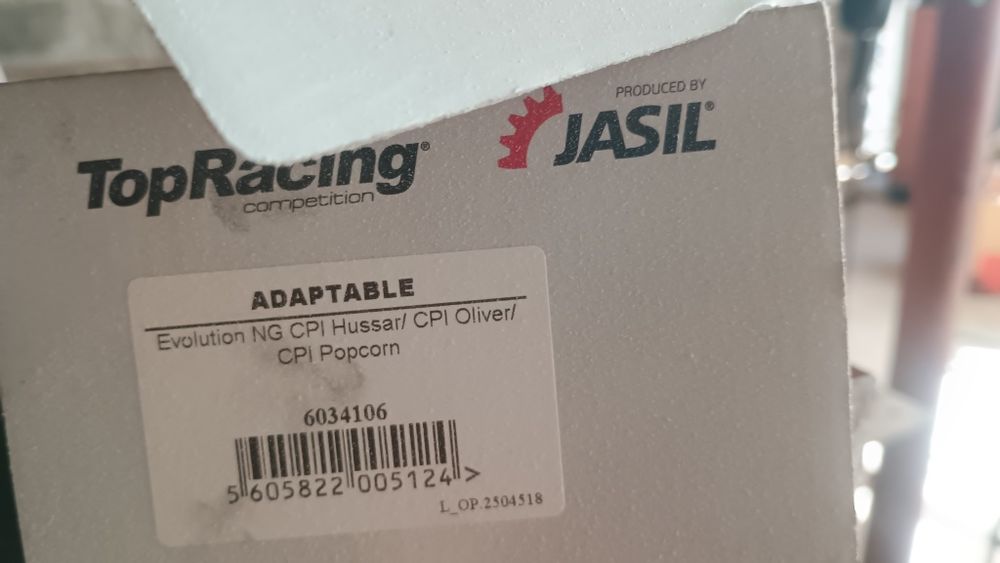 PRODUCED BY
JASIL®
TopRacing®
competition
ADAPTABLE
Evolution NG CPI Hussar/ CPI Oliver/
CPI Popcorn
6034106
5 605822 005124 >
L_OP.2504518